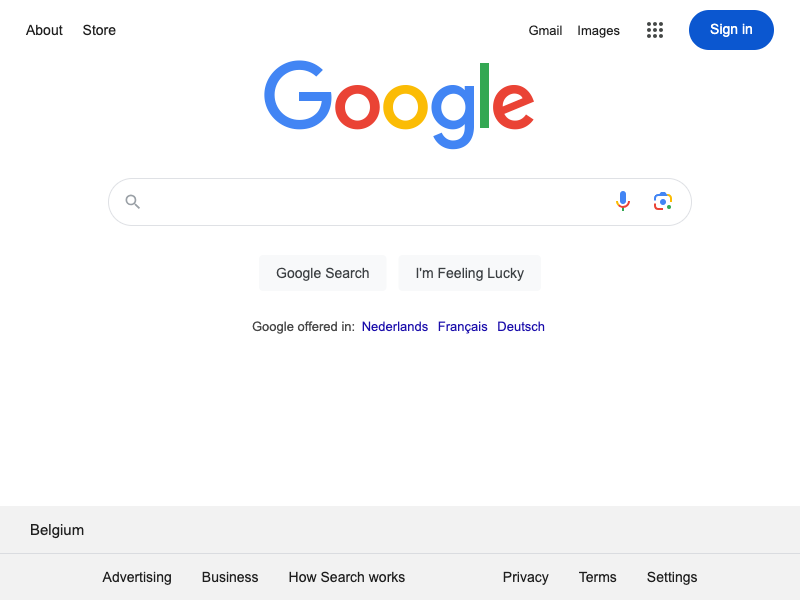 About Store Gmail Images Sign in
Google
Google Search I'm Feeling Lucky
Google offered in: Nederlands Français Deutsch
Belgium
Advertising Business How Search works Privacy Terms Settings